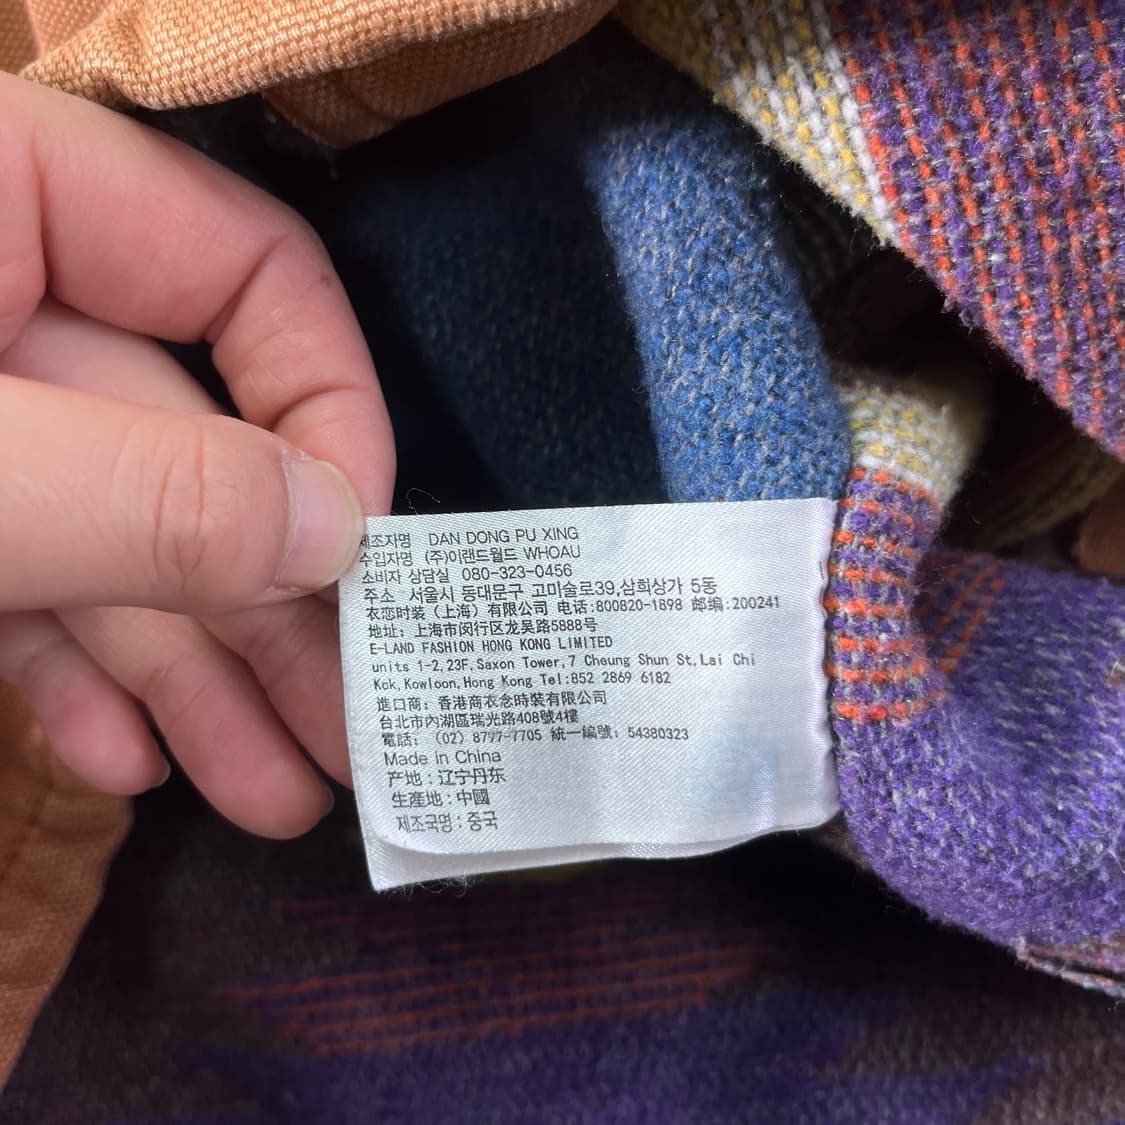 제조자명 DAN DONG PU XING
수입자명 (주)이랜드월드 WHOAU
소비자 상담실 080-323-0456
주소 서울시 동대문구 고미술로39,삼희상가 5동
衣恋时装（上海）有限公司 电话:800820-1898 邮编:200241
地址: 上海市闵行区龙吴路5888号
E-LAND FASHION HONG KONG LIMITED
units 1-2,23F,Saxon Tower,7 Cheung Shun St,Lai Chi
Kok,Kowloon,Hong Kong Tel:852 2869 6182
進口商: 香港商衣念時裝有限公司
台北市內湖區瑞光路408號4樓
電話: (02) 8797-7705 統一編號: 54380323
Made in China
产地:辽宁丹东
生產地:中國
제조국명:중국